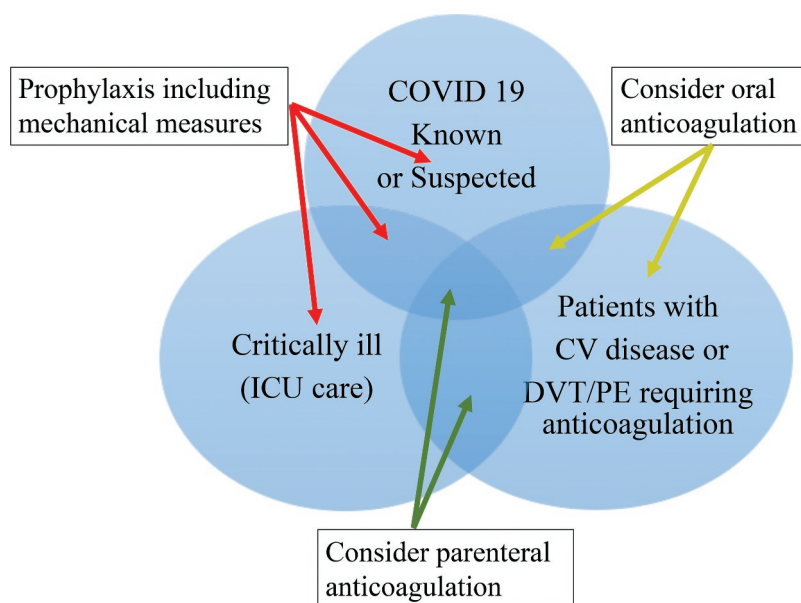 Prophylaxis including
mechanical measures
COVID 19
Known
or Suspected
Consider oral
anticoagulation
Critically ill
(ICU care)
Patients with
CV disease or
DVT/PE requiring
anticoagulation
Consider parenteral
anticoagulation